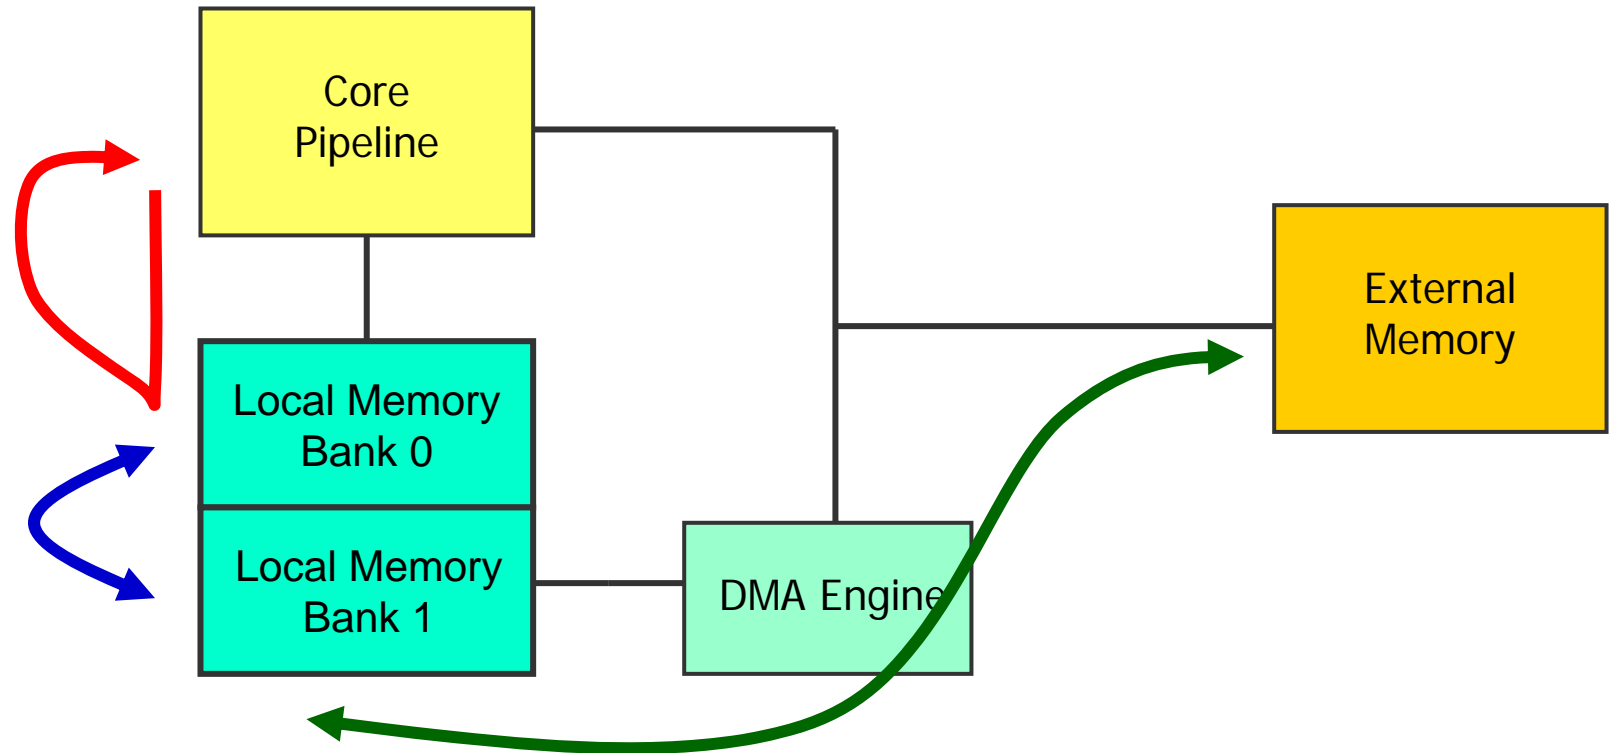 Core
Pipeline
External
Memory
Local Memory
Bank 0
Local Memory
Bank 1
DMA Engine